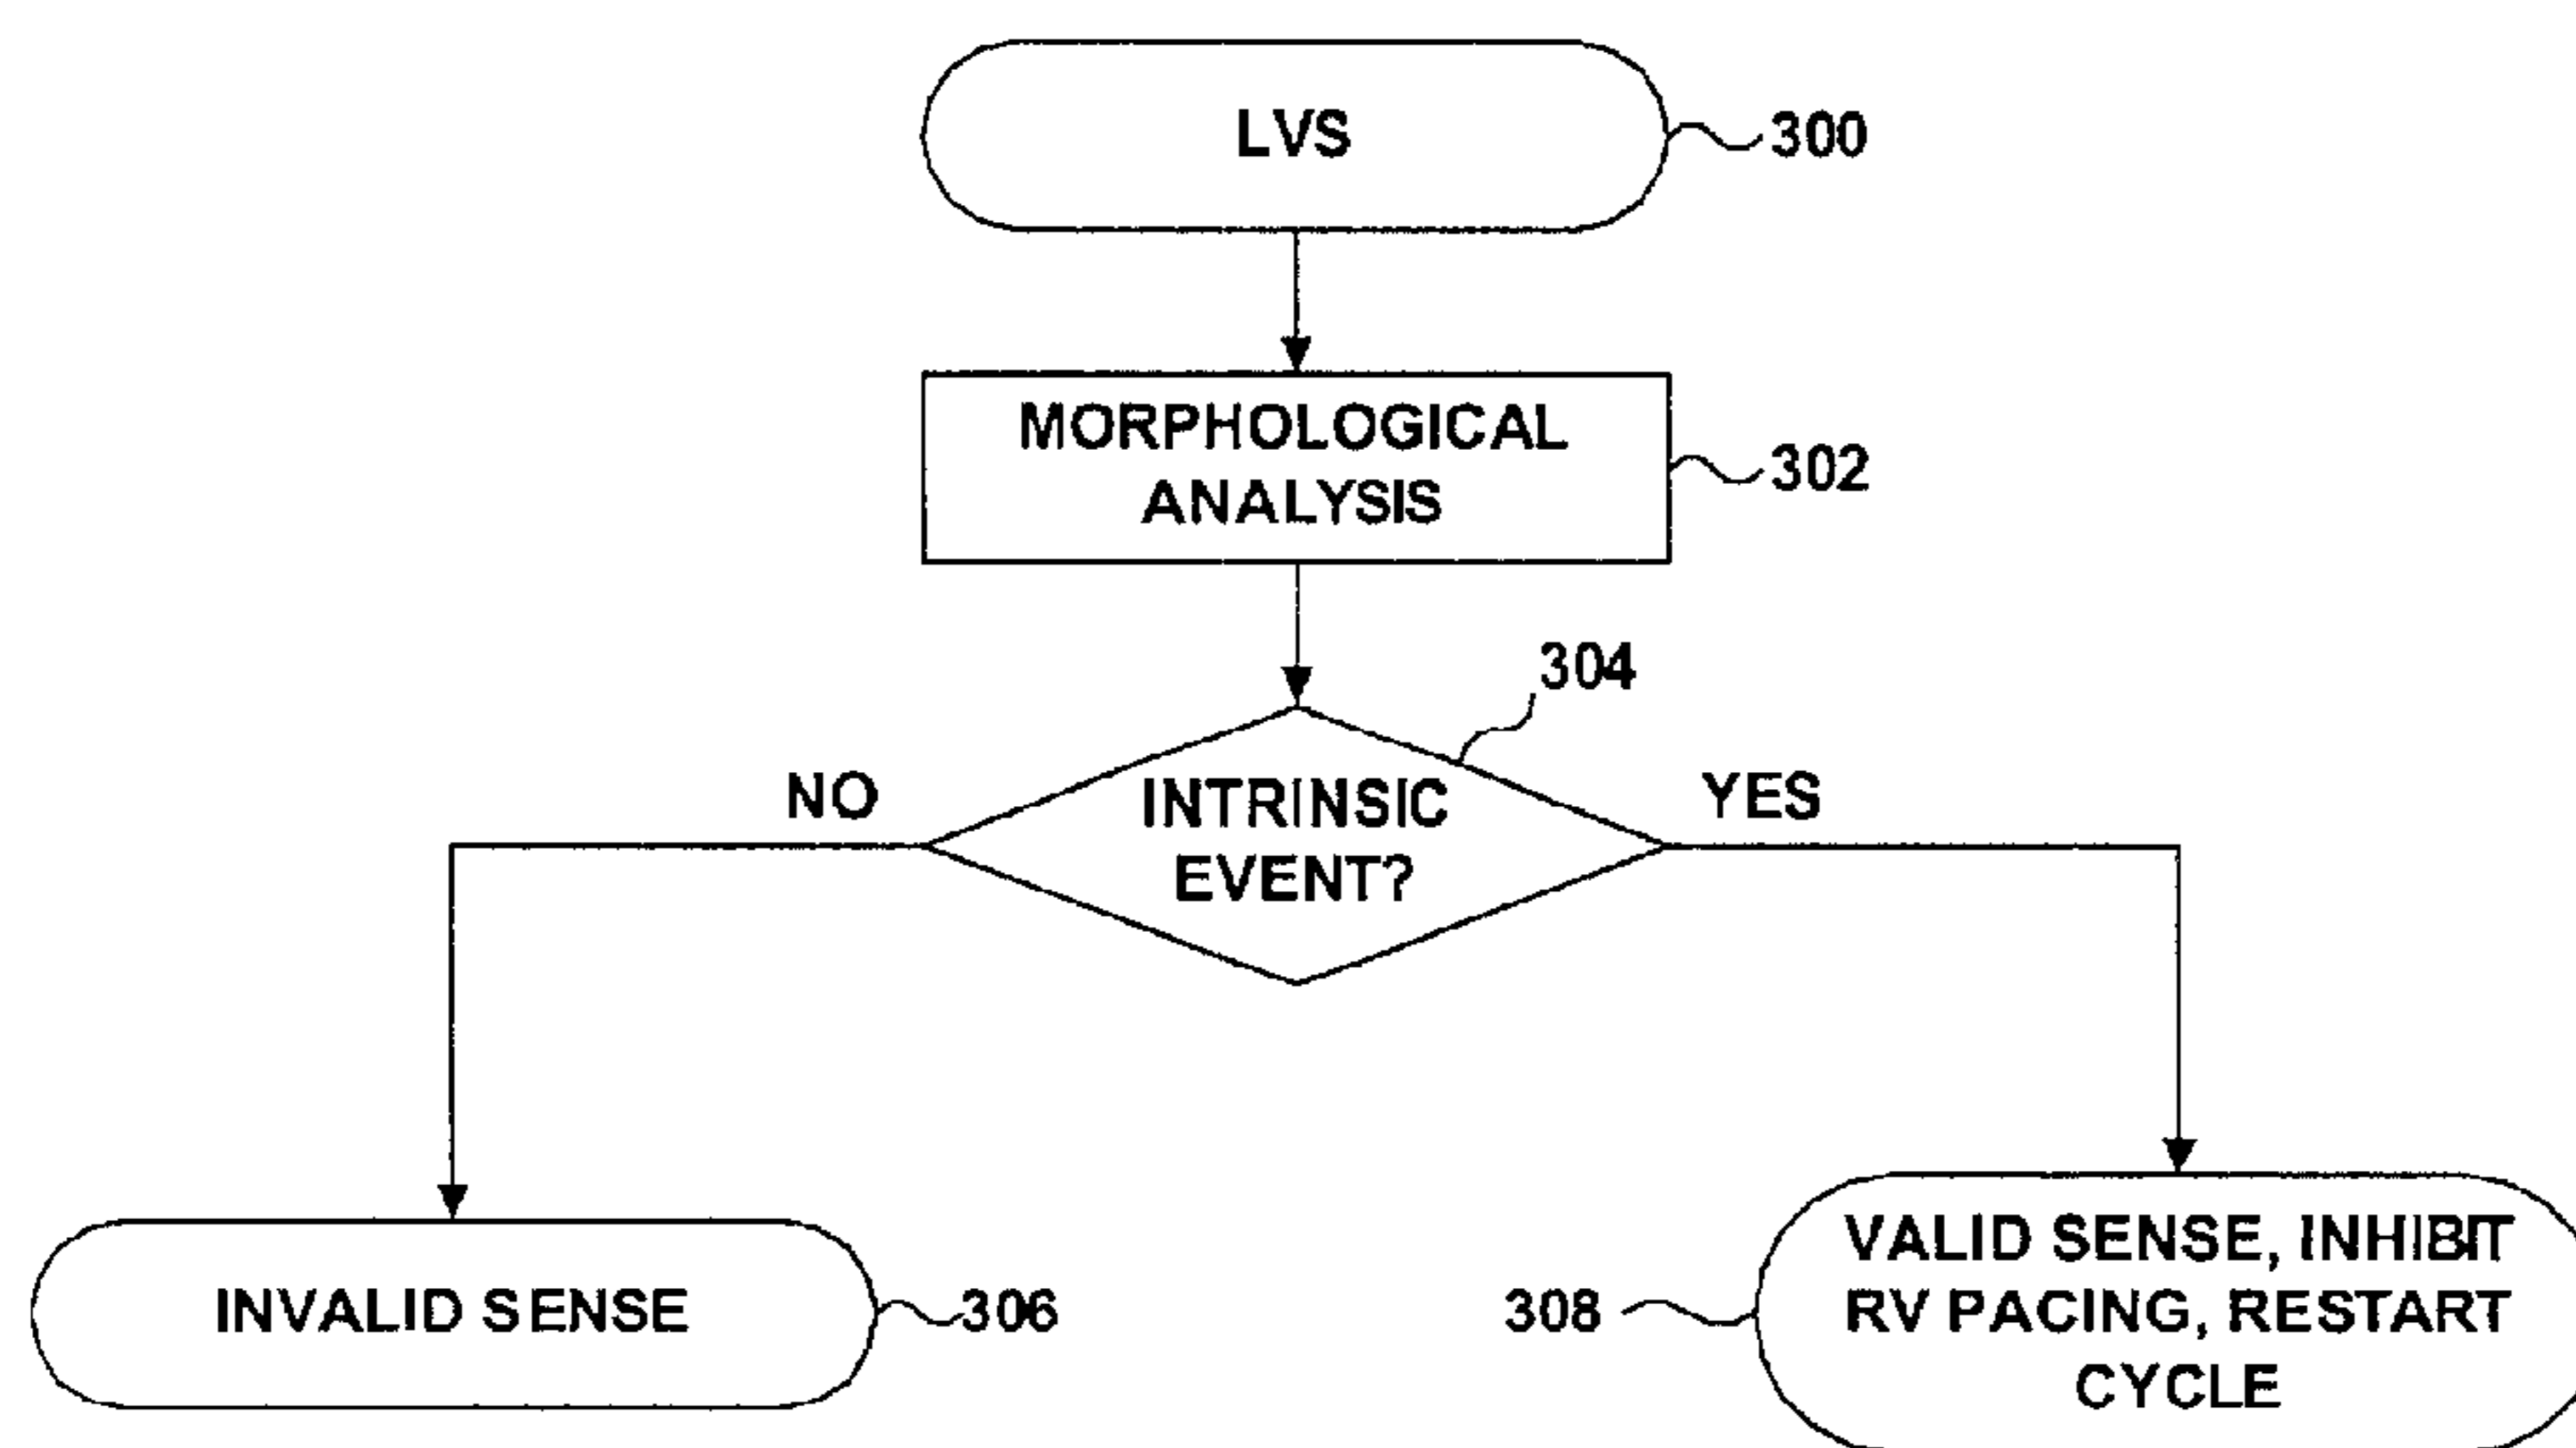 LVS
300
MORPHOLOGICAL
ANALYSIS
302
304
NO
INTRINSIC
EVENT?
YES
INVALID SENSE
306
308
VALID SENSE, INHIBIT
RV PACING, RESTART
CYCLE